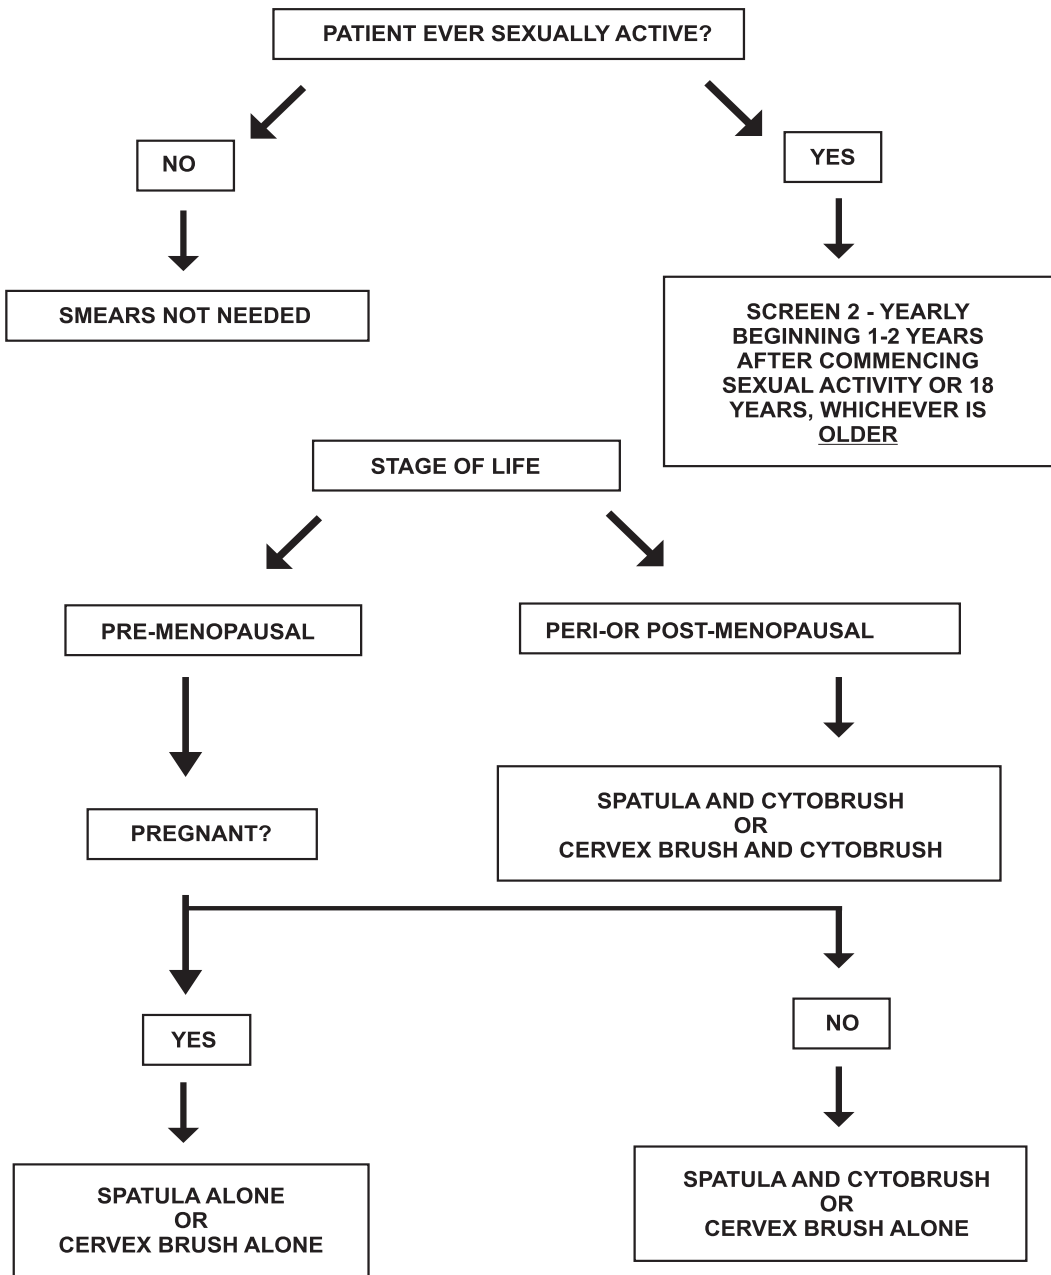 PATIENT EVER SEXUALLY ACTIVE?
NO
YES
SMEARS NOT NEEDED
SCREEN 2 - YEARLY
BEGINNING 1-2 YEARS
AFTER COMMENCING
SEXUAL ACTIVITY OR 18
YEARS, WHICHEVER IS
OLDER
STAGE OF LIFE
PRE-MENOPAUSAL
PERI-OR POST-MENOPAUSAL
SPATULA AND CYTOBRUSH
OR
CERVEX BRUSH AND CYTOBRUSH
PREGNANT?
YES
NO
SPATULA ALONE
OR
CERVEX BRUSH ALONE
SPATULA AND CYTOBRUSH
OR
CERVEX BRUSH ALONE